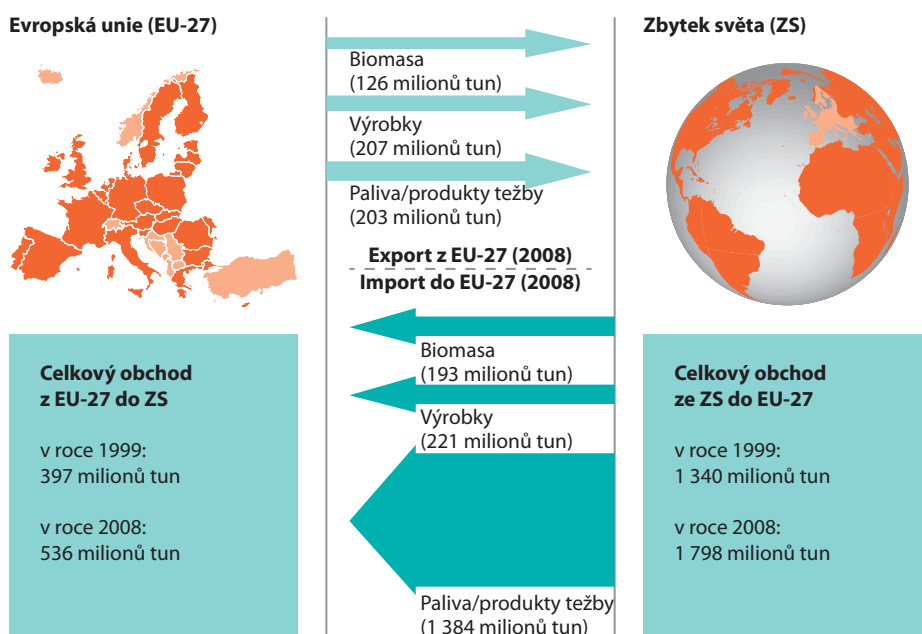 Evropská unie (EU-27)
Zbytek světa (ZS)
Biomasa
(126 milionů tun)
Výrobky
(207 milionů tun)
Paliva/produkty težby
(203 milionů tun)
Export z EU-27 (2008)
Import do EU-27 (2008)
Biomasa
(193 milionů tun)
Výrobky
(221 milionů tun)
Paliva/produkty težby
(1 384 milionů tun)
Celkový obchod
z EU-27 do ZS
v roce 1999:
397 milionů tun
v roce 2008:
536 milionů tun
Celkový obchod
ze ZS do EU-27
v roce 1999:
1 340 milionů tun
v roce 2008:
1 798 milionů tun